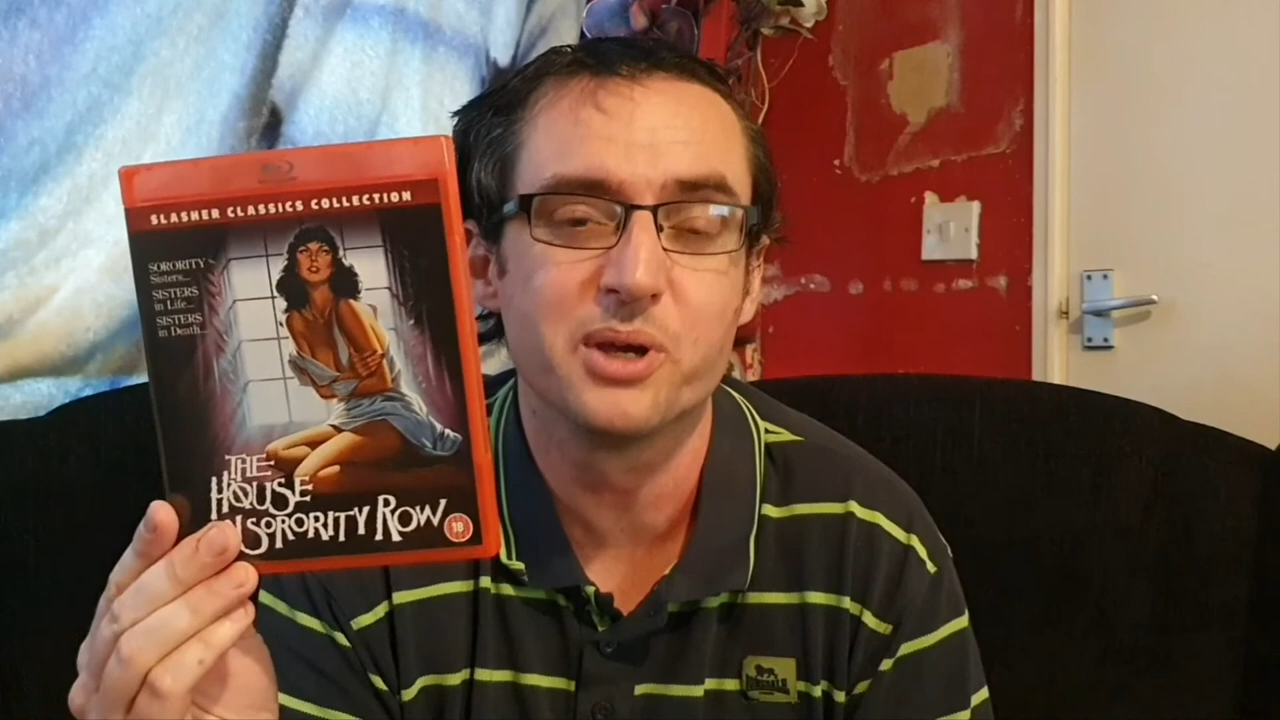 SLASHER CLASSICS COLLECTION
SORORITY
Sisters...
SISTERS
in Life...
SISTERS
in Death...
THE
HOUSE
SORORITY ROW
18
LONSDALE